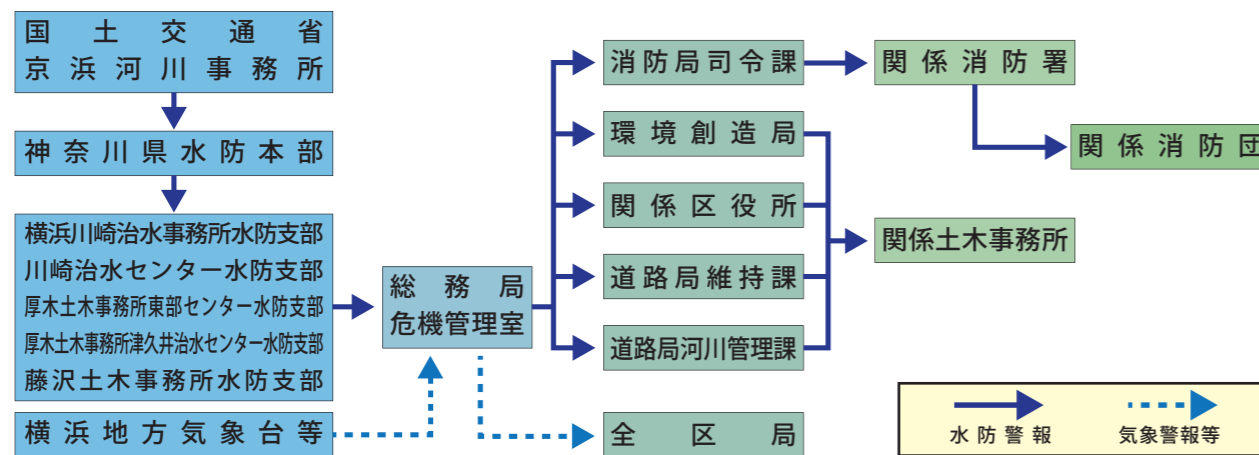 国土交通省
京浜河川事務所
神奈川県水防本部
横浜川崎治水事務所水防支部
川崎治水センター水防支部
厚木土木事務所東部センター水防支部
厚木土木事務所津久井治水センター水防支部
藤沢土木事務所水防支部
横浜地方気象台等
総務局
危機管理室
消防局司令課
環境創造局
関係区役所
道路局維持課
道路局河川管理課
全区局
関係消防署
関係消防団
関係土木事務所
水防警報
気象警報等